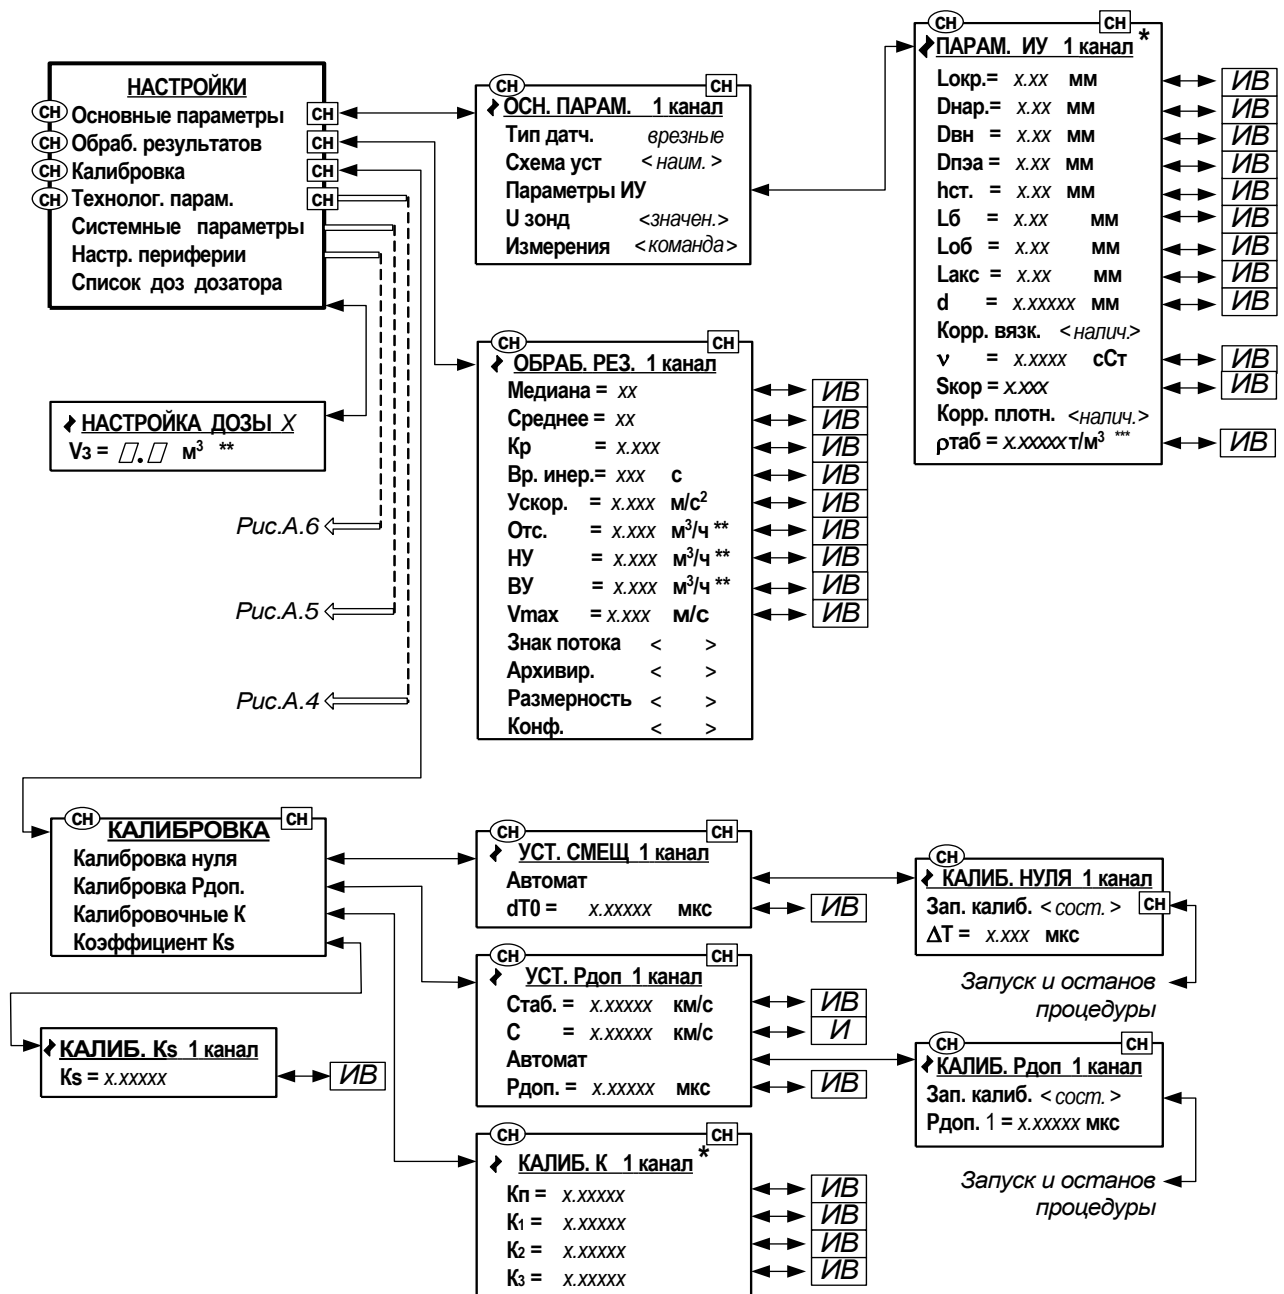 НАСТРОЙКИ
СН Основные параметры СН
СН Обраб. результатов СН
СН Калибровка СН
СН Технолог. парам. СН
Системные параметры
Настр. периферии
Список доз дозатора
НАСТРОЙКА ДОЗЫ X
Vз = 0.0 м³ **
Рис.А.6
Рис.А.5
Рис.А.4
СН СН
ОСН. ПАРАМ. 1 канал
Тип датч. врезные
Схема уст <наим.>
Параметры ИУ
U зонд <значен.>
Измерения <команда>
СН СН
ПАРАМ. ИУ 1 канал *
Lокр.= x.xx мм ИВ
Dнар.= x.xx мм ИВ
Dвн = x.xx мм ИВ
Dпэа = x.xx мм ИВ
hст. = x.xx мм ИВ
Lб = x.xx мм ИВ
Lоб = x.xx мм ИВ
Lакс = x.xx мм ИВ
d = x.xxxxx мм ИВ
Корр. вязк. <налич.>
ν = x.xxxx сСт ИВ
Sкор = x.xxx ИВ
Корр. плотн. <налич.>
ρтаб = x.xxxxx т/м³ *** ИВ
СН СН
ОБРАБ. РЕЗ. 1 канал
Медиана = xx ИВ
Среднее = xx ИВ
Кр = x.xxx ИВ
Вр. инер.= xxx с ИВ
Ускор. = x.xxx м/с² ИВ
Отс. = x.xxx м³/ч ** ИВ
НУ = x.xxx м³/ч ** ИВ
ВУ = x.xxx м³/ч ** ИВ
Vmax = x.xxx м/с ИВ
Знак потока < >
Архивир. < >
Размерность < >
Конф. < >
СН СН
КАЛИБРОВКА
Калибровка нуля
Калибровка Рдоп.
Калибровочные К
Коэффициент Кs
КАЛИБ. Кs 1 канал
Кs = x.xxxxx ИВ
СН СН
УСТ. СМЕЩ 1 канал
Автомат
dT0 = x.xxxxx мкс ИВ
СН
КАЛИБ. НУЛЯ 1 канал
Зап. калиб. <сост.> СН
ΔT = x.xxx мкс
Запуск и останов
процедуры
СН СН
УСТ. Рдоп 1 канал
Стаб. = x.xxxxx км/с ИВ
С = x.xxxxx км/с И
Автомат
Рдоп. = x.xxxxx мкс ИВ
СН СН
КАЛИБ. Рдоп 1 канал
Зап. калиб. <сост.>
Рдоп. 1 = x.xxxxx мкс
Запуск и останов
процедуры
СН СН
КАЛИБ. К 1 канал *
Кп = x.xxxxx ИВ
К1 = x.xxxxx ИВ
К2 = x.xxxxx ИВ
К3 = x.xxxxx ИВ